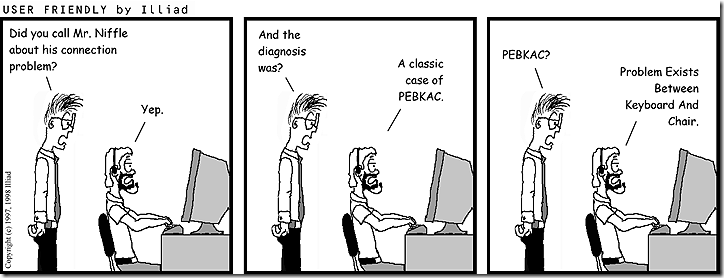 USER FRIENDLY by Illiad
Did you call Mr. Niffle
about his connection
problem?
Yep.
Copyright (c) 1997, 1998 Illiad
And the
diagnosis
was?
A classic
case of
PEBKAC.
PEBKAC?
Problem Exists
Between
Keyboard And
Chair.